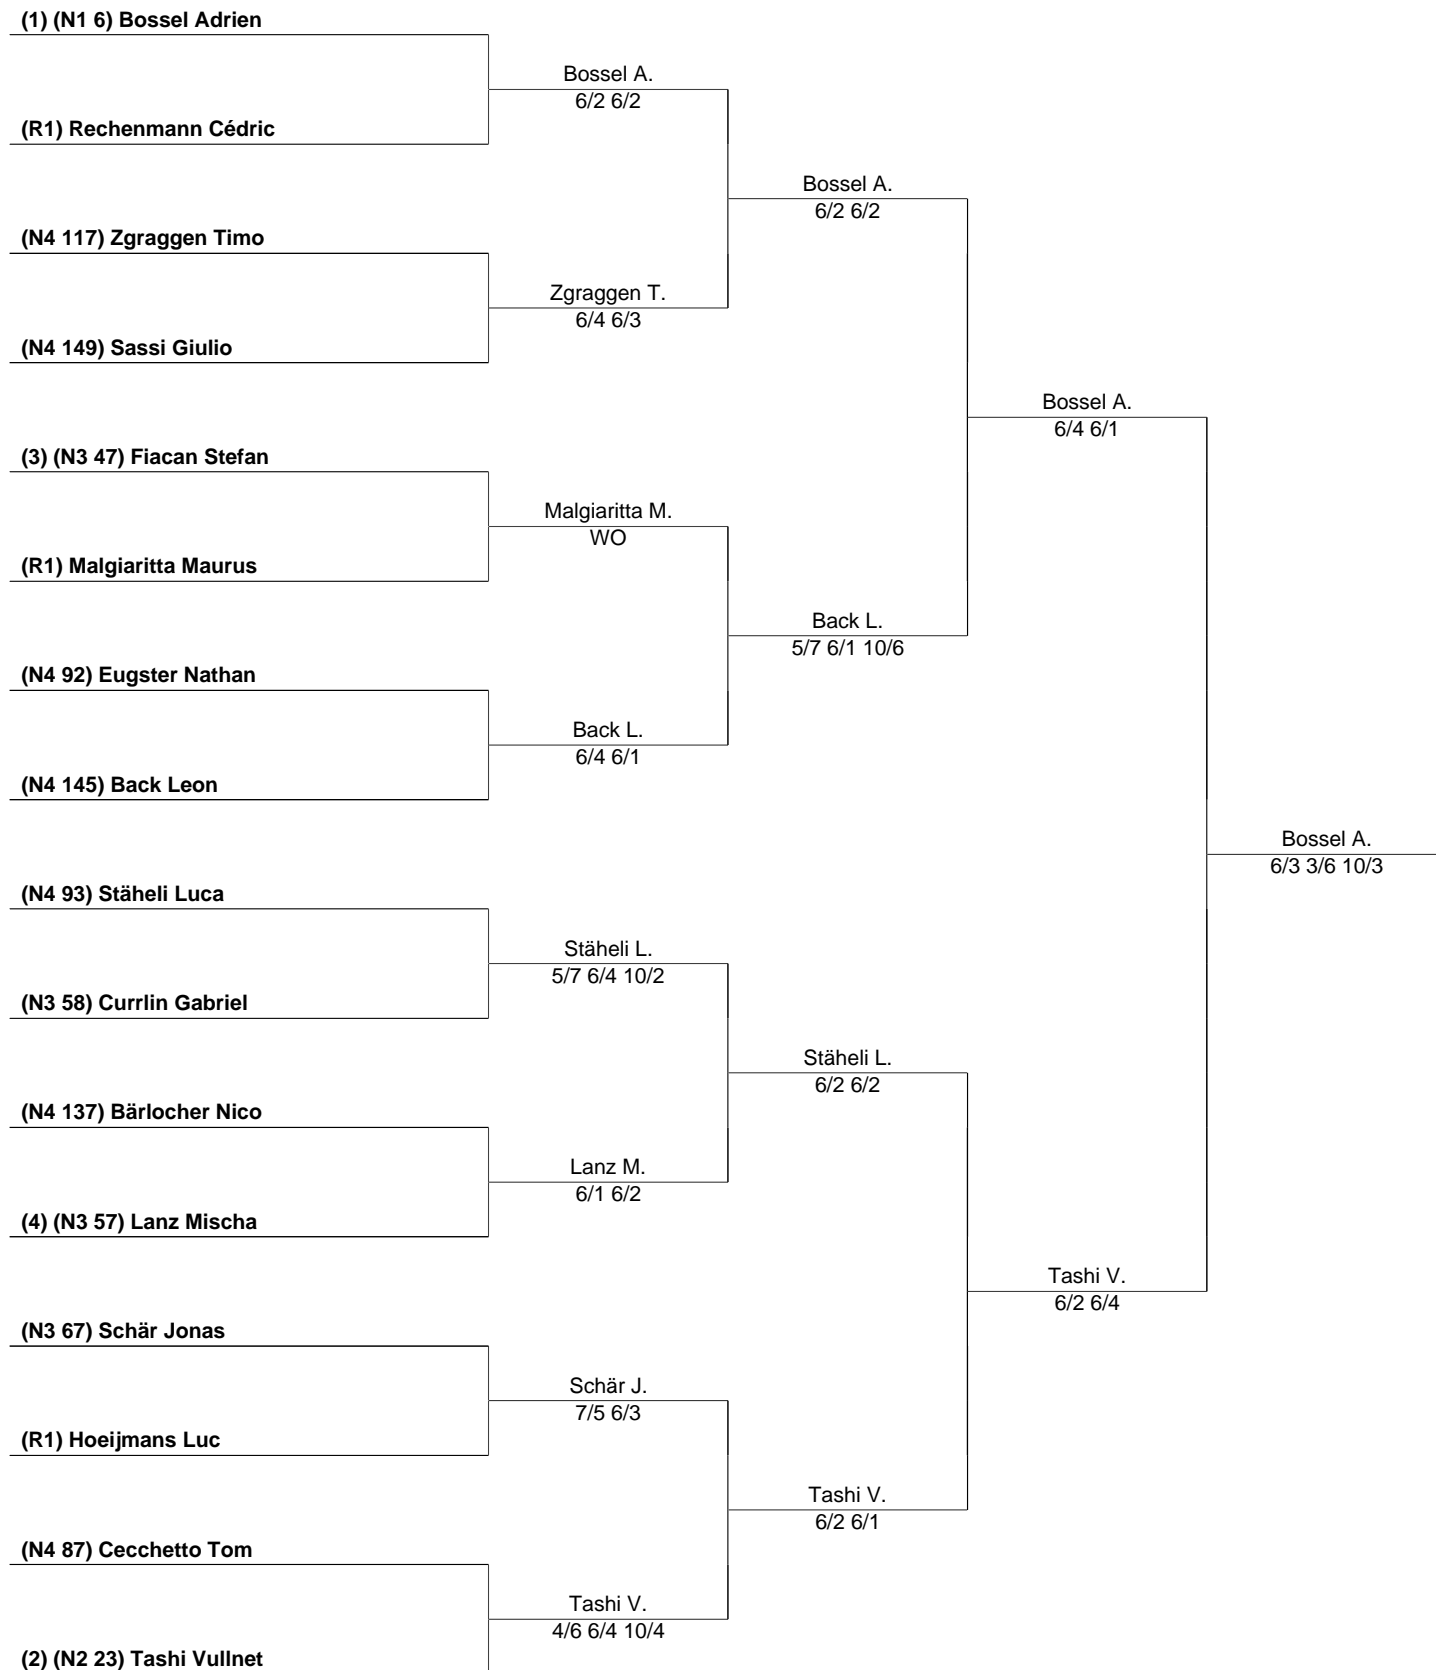 (1) (N1 6) Bossel Adrien
Bossel A.
6/2 6/2
(R1) Rechenmann Cédric
Bossel A.
6/2 6/2
(N4 117) Zgraggen Timo
Zgraggen T.
6/4 6/3
(N4 149) Sassi Giulio
Bossel A.
6/4 6/1
(3) (N3 47) Fiacan Stefan
Malgiaritta M.
WO
(R1) Malgiaritta Maurus
Back L.
5/7 6/1 10/6
(N4 92) Eugster Nathan
Back L.
6/4 6/1
(N4 145) Back Leon
Bossel A.
6/3 3/6 10/3
(N4 93) Stäheli Luca
Stäheli L.
5/7 6/4 10/2
(N3 58) Currlin Gabriel
Stäheli L.
6/2 6/2
(N4 137) Bärlocher Nico
Lanz M.
6/1 6/2
(4) (N3 57) Lanz Mischa
Tashi V.
6/2 6/4
(N3 67) Schär Jonas
Schär J.
7/5 6/3
(R1) Hoeijmans Luc
Tashi V.
6/2 6/1
(N4 87) Cecchetto Tom
Tashi V.
4/6 6/4 10/4
(2) (N2 23) Tashi Vullnet